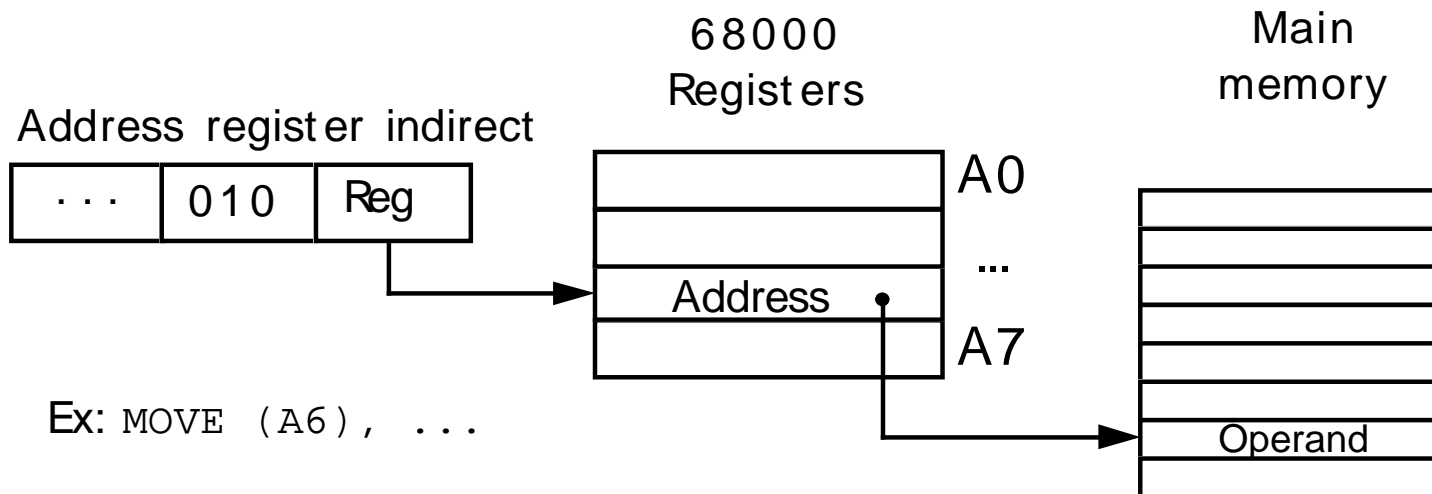 68000
Registers
Main
memory
Address register indirect
... 010 Reg
A0
...
Address
A7
Operand
Ex: MOVE (A6), ...